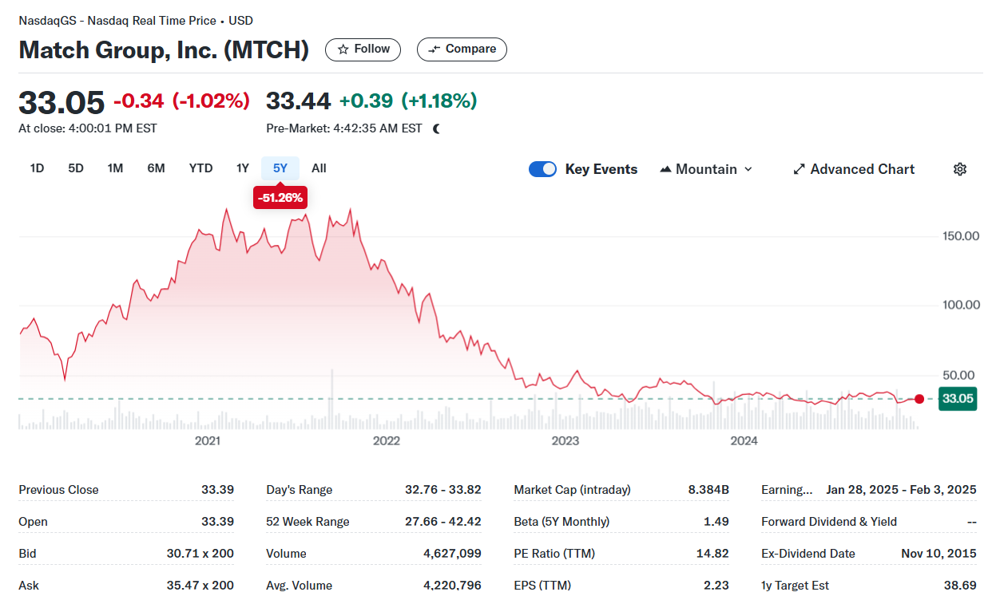 NasdaqGS - Nasdaq Real Time Price • USD
Match Group, Inc. (MTCH)
Follow
Compare
33.05 -0.34 (-1.02%) 33.44 +0.39 (+1.18%)
At close: 4:00:01 PM EST Pre-Market: 4:42:35 AM EST
1D 5D 1M 6M YTD 1Y 5Y All Key Events Mountain Advanced Chart
-51.26%
150.00
100.00
50.00
33.05
2021 2022 2023 2024
Previous Close 33.39 Day's Range 32.76 - 33.82 Market Cap (intraday) 8.384B Earning... Jan 28, 2025 - Feb 3, 2025
Open 33.39 52 Week Range 27.66 - 42.42 Beta (5Y Monthly) 1.49 Forward Dividend & Yield --
Bid 30.71 x 200 Volume 4,627,099 PE Ratio (TTM) 14.82 Ex-Dividend Date Nov 10, 2015
Ask 35.47 x 200 Avg. Volume 4,220,796 EPS (TTM) 2.23 1y Target Est 38.69